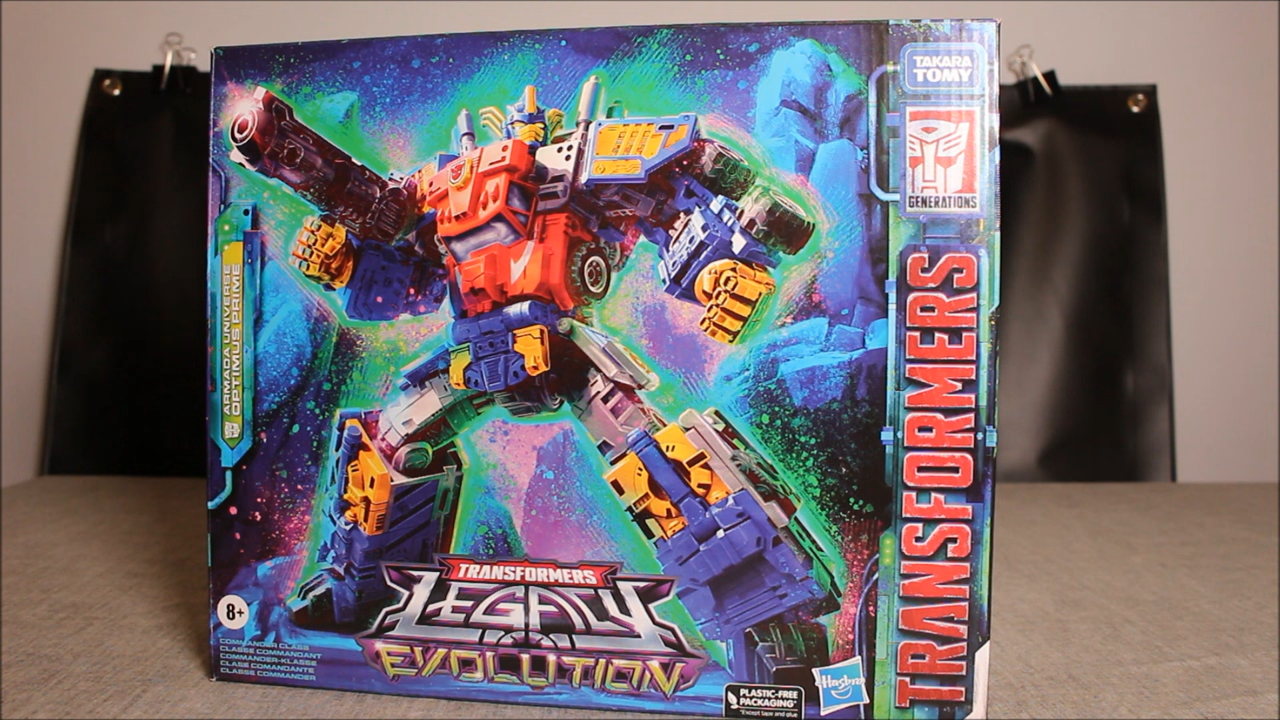 TAKARA
TOMY
GENERATIONS
TRANSFORMERS
ARMADA UNIVERSE
OPTIMUS PRIME
TRANSFORMERS
LEGACY
EVOLUTION
8+
COMMANDER CLASS
CLASSE COMMANDANT
COMMANDER-KLASSE
CLASE COMANDANTE
CLASSE COMMANDER
PLASTIC-FREE
PACKAGING*
*Except tape and glue
Hasbro